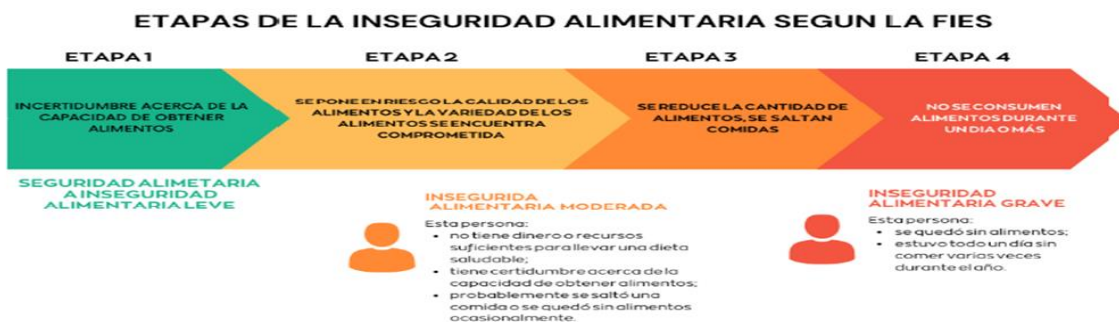 ETAPAS DE LA INSEGURIDAD ALIMENTARIA SEGUN LA FIES
ETAPA 1
ETAPA 2
ETAPA 3
ETAPA 4
INCERTIDUMBRE ACERCA DE LA
CAPACIDAD DE OBTENER
ALIMENTOS
SE PONE EN RIESGO LA CALIDAD DE LOS
ALIMENTOS Y LA VARIEDAD DE LOS
ALIMENTOS SE ENCUENTRA
COMPROMETIDA
SE REDUCE LA CANTIDAD DE
ALIMENTOS, SE SALTAN
COMIDAS
NO SE CONSUMEN
ALIMENTOS DURANTE
UN DIA O MÁS
SEGURIDAD ALIMETARIA
A INSEGURIDAD
ALIMENTARIA LEVE
INSEGURIDA
ALIMENTARIA MODERADA
Esta persona:
• no tiene dinero o recursos
suficientes para llevar una dieta
saludable;
• tiene certidumbre acerca de la
capacidad de obtener alimentos;
• probablemente se saltó una
comida o se quedó sin alimentos
ocasionalmente.
INSEGURIDAD
ALIMENTARIA GRAVE
Esta persona:
• se quedó sin alimentos;
• estuvo todo un día sin
comer varias veces
durante el año.